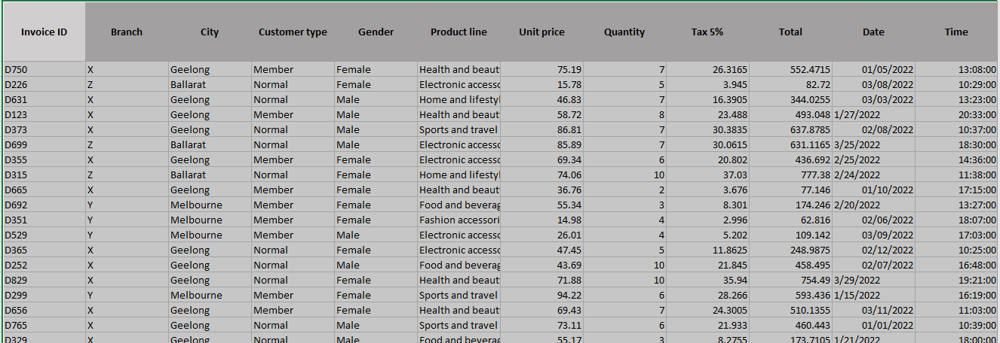 Invoice ID Branch City Customer type Gender Product line Unit price Quantity Tax 5% Total Date Time
D750 X Geelong Member Female Health and beaut 75.19 7 26.3165 552.4715 01/05/2022 13:08:00
D226 Z Ballarat Normal Female Electronic accesso 15.78 5 3.945 82.72 03/08/2022 10:29:00
D631 X Geelong Normal Male Home and lifestyl 46.83 7 16.3905 344.0255 03/03/2022 13:23:00
D123 X Geelong Member Male Health and beaut 58.72 8 23.488 493.048 1/27/2022 20:33:00
D373 X Geelong Normal Male Sports and travel 86.81 7 30.3835 637.8785 02/08/2022 10:37:00
D699 Z Ballarat Normal Male Electronic accesso 85.89 7 30.0615 631.1165 3/25/2022 18:30:00
D355 X Geelong Member Female Electronic accesso 69.34 6 20.802 436.692 2/25/2022 14:36:00
D315 Z Ballarat Normal Female Home and lifestyl 74.06 10 37.03 777.38 2/24/2022 11:38:00
D665 X Geelong Member Female Health and beaut 36.76 2 3.676 77.146 01/10/2022 17:15:00
D692 Y Melbourne Member Female Food and beverag 55.34 3 8.301 174.246 2/20/2022 13:27:00
D351 Y Melbourne Member Female Fashion accessori 14.98 4 2.996 62.816 02/06/2022 18:07:00
D529 Y Melbourne Member Male Electronic accesso 26.01 4 5.202 109.142 03/09/2022 17:03:00
D365 X Geelong Normal Female Electronic accesso 47.45 5 11.8625 248.9875 02/12/2022 10:25:00
D252 X Geelong Normal Male Food and beverag 43.69 10 21.845 458.495 02/07/2022 16:48:00
D829 X Geelong Normal Female Health and beaut 71.88 10 35.94 754.49 3/29/2022 19:21:00
D299 Y Melbourne Member Female Sports and travel 94.22 6 28.266 593.436 1/15/2022 16:19:00
D656 X Geelong Member Female Health and beaut 69.43 7 24.3005 510.1355 03/11/2022 11:03:00
D765 X Geelong Normal Male Sports and travel 73.11 6 21.933 460.443 01/01/2022 10:39:00
D329 X Geelong Normal Male Food and beverag 55.17 3 8.2755 173.7105 1/21/2022 18:00:00